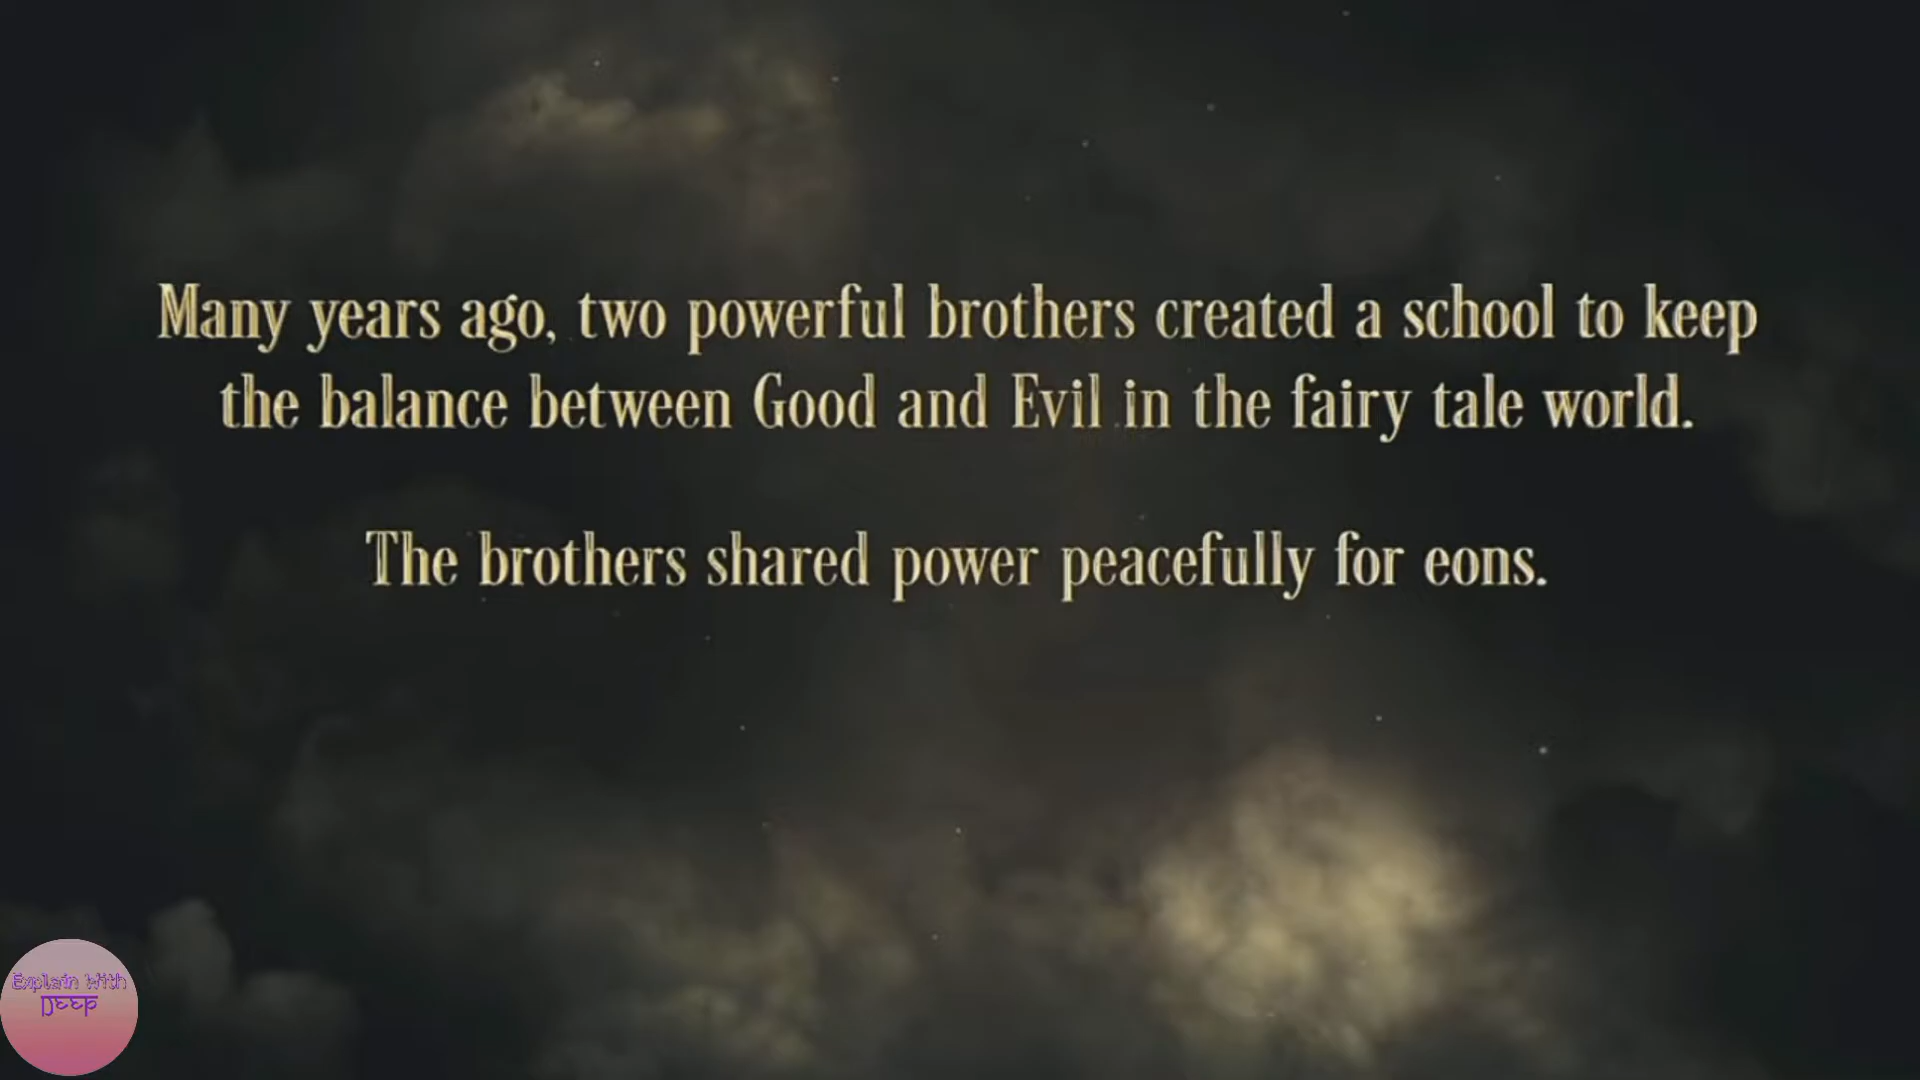 Many years ago, two powerful brothers created a school to keep
the balance between Good and Evil in the fairy tale world.
The brothers shared power peacefully for eons.
Explain With
Deep